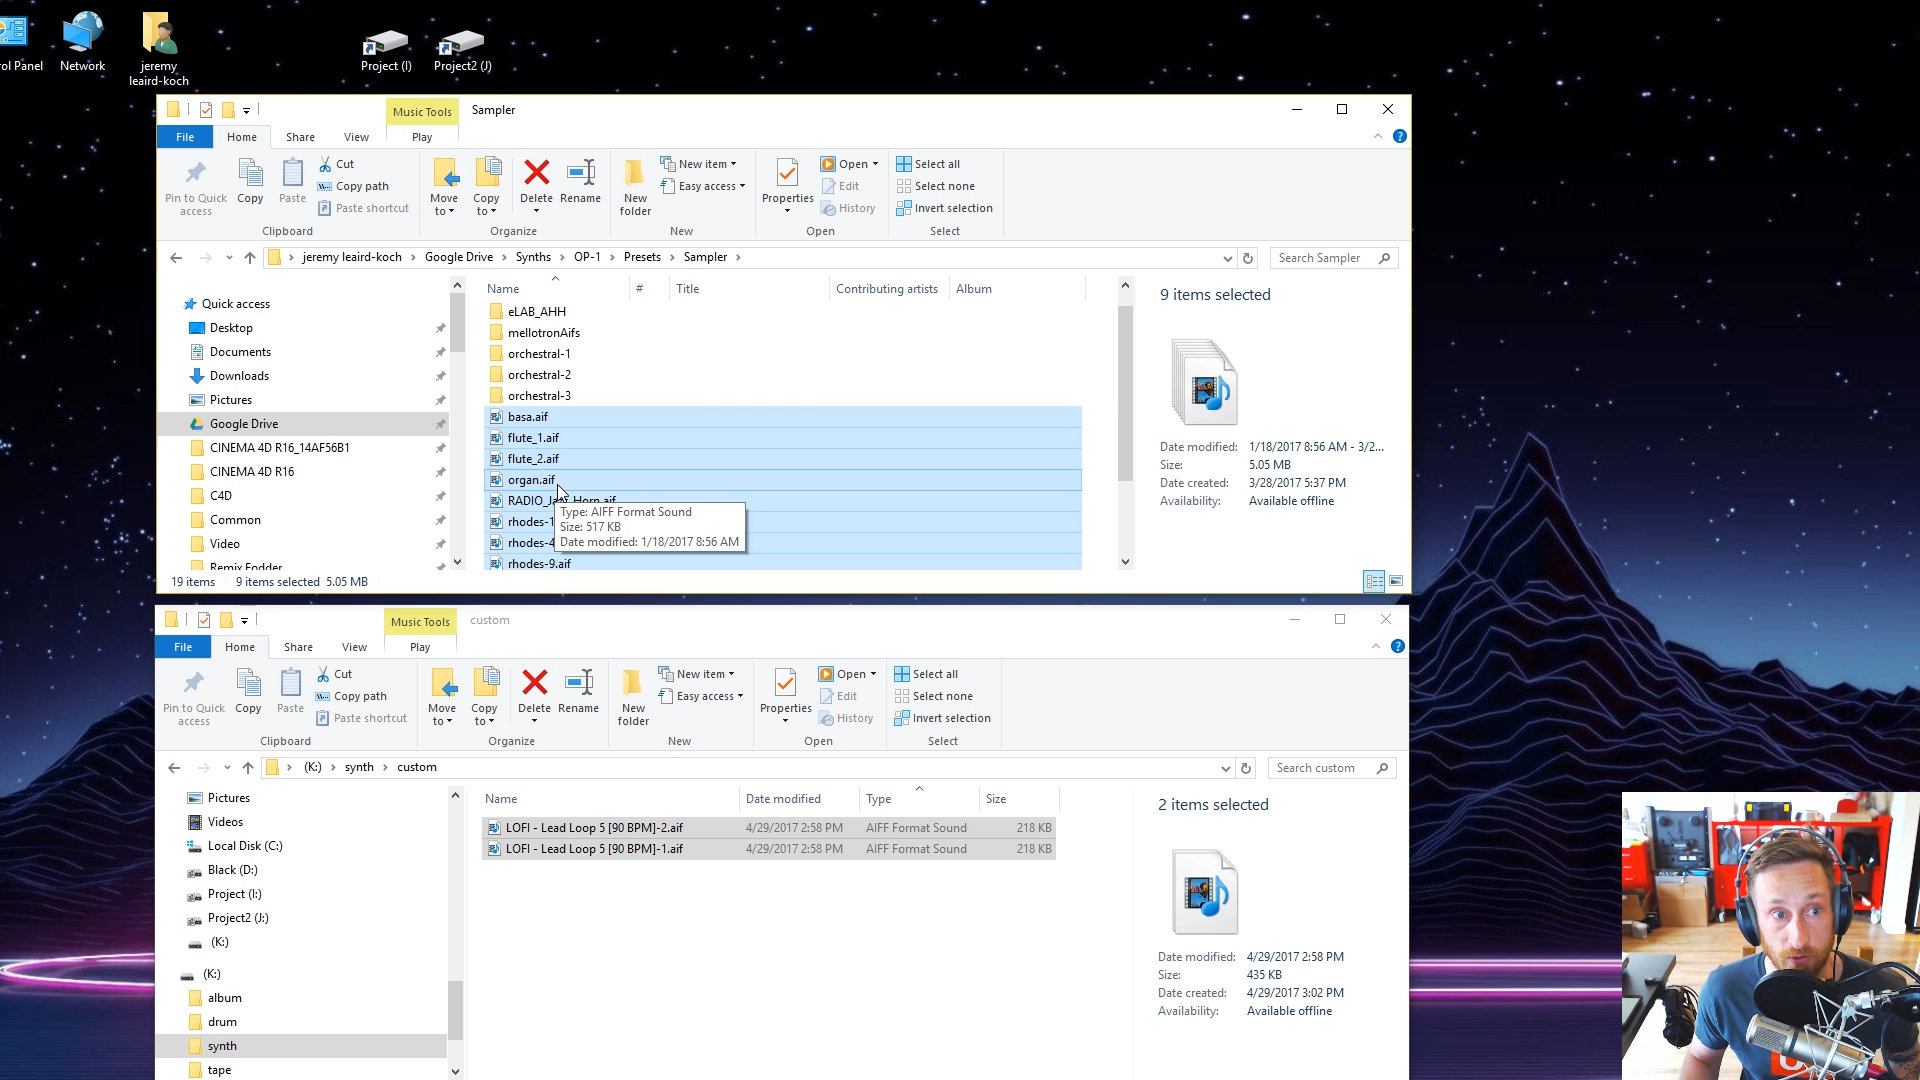 ol Panel
Network
jeremy
leaird-koch
Project (I)
Project2 (J)
Music Tools
Sampler
File
Home
Share
View
Play
Pin to Quick
access
Copy
Paste
Cut
Copy path
Paste shortcut
Clipboard
Move
to
Copy
to
Delete
Rename
Organize
New
folder
New item
Easy access
New
Properties
Open
Edit
History
Open
Select all
Select none
Invert selection
Select
jeremy leaird-koch > Google Drive > Synths > OP-1 > Presets > Sampler >
Search Sampler
Quick access
Desktop
Documents
Downloads
Pictures
Google Drive
CINEMA 4D R16_14AF56B1
CINEMA 4D R16
C4D
Common
Video
Remix Fodder
Name
#
Title
Contributing artists
Album
eLAB_AHH
mellotronAifs
orchestral-1
orchestral-2
orchestral-3
basa.aif
flute_1.aif
flute_2.aif
organ.aif
Horn.aif
rhodes-1
rhodes-4
rhodes-9.aif
Type: AIFF Format Sound
Size: 517 KB
Date modified: 1/18/2017 8:56 AM
9 items selected
Date modified: 1/18/2017 8:56 AM - 3/2...
Size: 5.05 MB
Date created: 3/28/2017 5:37 PM
Availability: Available offline
19 items 9 items selected 5.05 MB
Music Tools
custom
File
Home
Share
View
Play
Pin to Quick
access
Copy
Paste
Cut
Copy path
Paste shortcut
Clipboard
Move
to
Copy
to
Delete
Rename
Organize
New
folder
New item
Easy access
New
Properties
Open
Edit
History
Open
Select all
Select none
Invert selection
Select
(K:) > synth > custom
Search custom
Pictures
Videos
Local Disk (C:)
Black (D:)
Project (I:)
Project2 (J:)
(K:)
(K:)
album
drum
synth
tape
Name
Date modified
Type
Size
LOFI - Lead Loop 5 [90 BPM]-2.aif 4/29/2017 2:58 PM AIFF Format Sound 218 KB
LOFI - Lead Loop 5 [90 BPM]-1.aif 4/29/2017 2:58 PM AIFF Format Sound 218 KB
2 items selected
Date modified: 4/29/2017 2:58 PM
Size: 435 KB
Date created: 4/29/2017 3:02 PM
Availability: Available offline